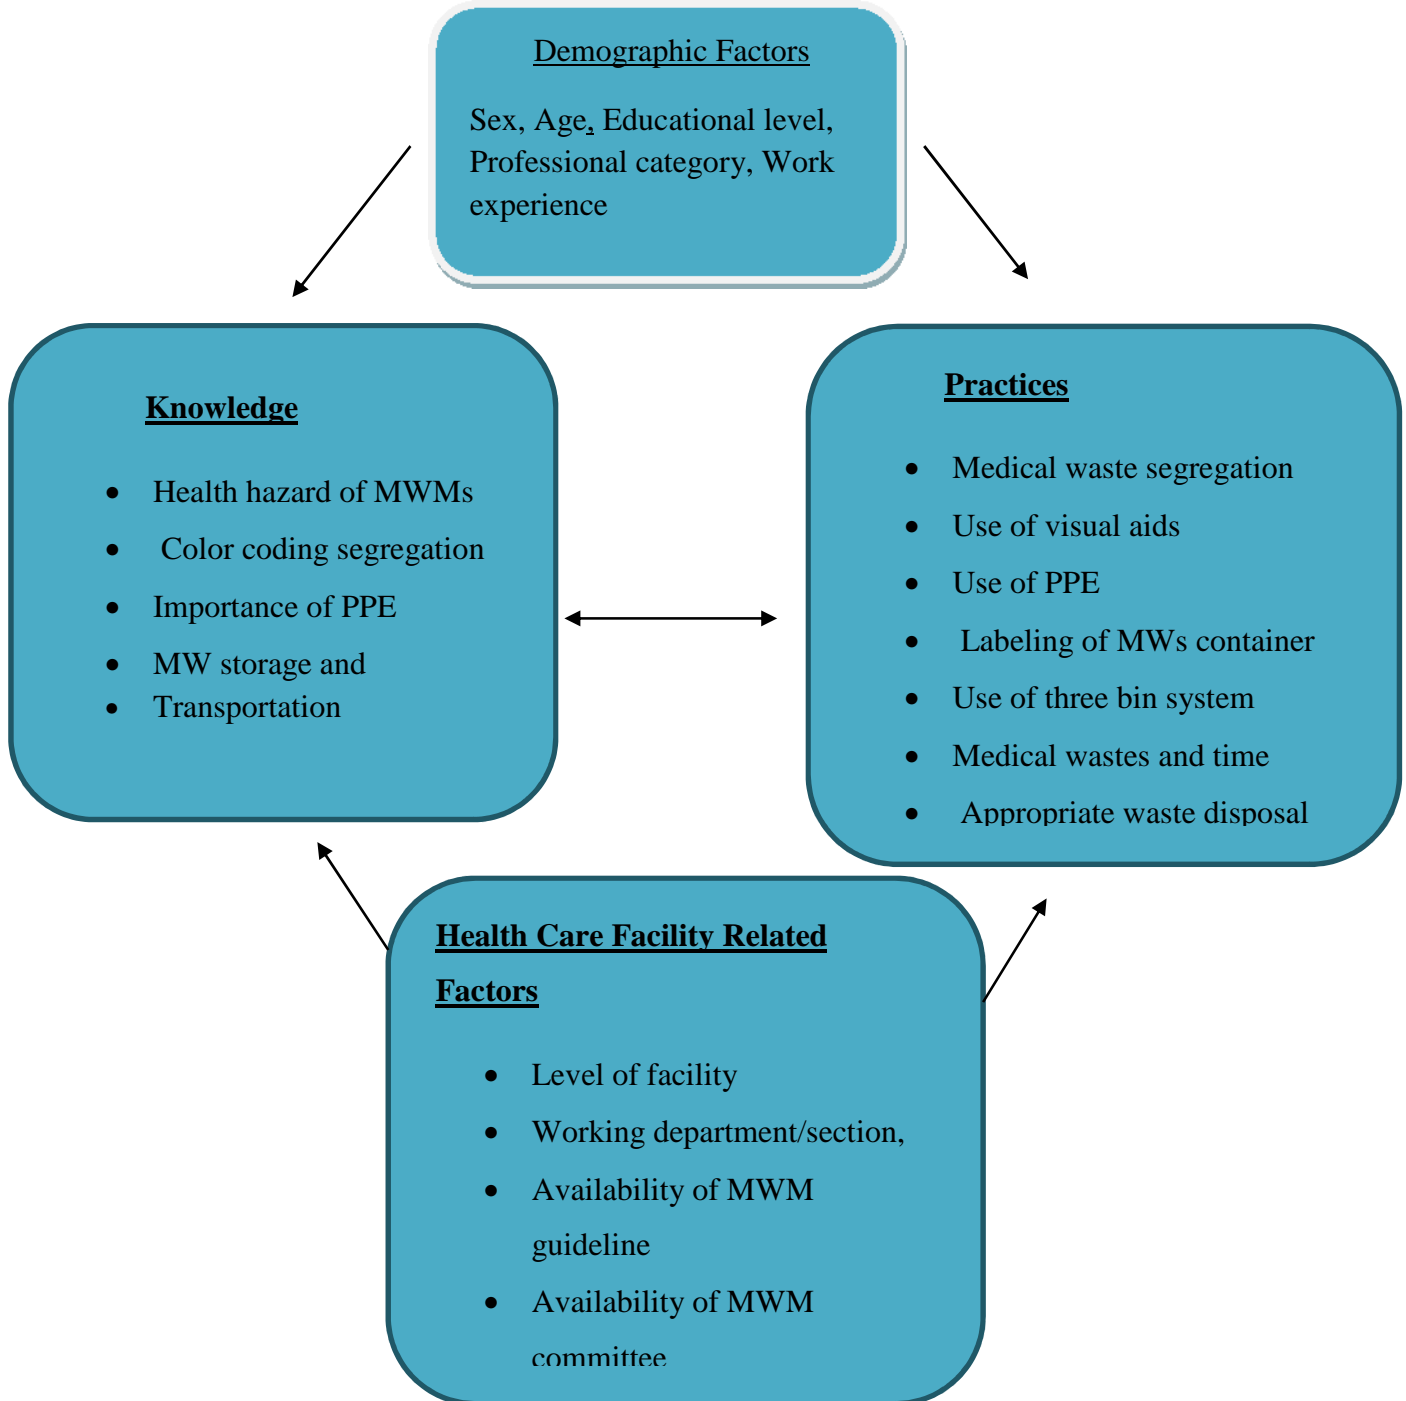 Demographic Factors
Sex, Age, Educational level,
Professional category, Work
experience
Knowledge
• Health hazard of MWMs
• Color coding segregation
• Importance of PPE
• MW storage and
• Transportation
Practices
• Medical waste segregation
• Use of visual aids
• Use of PPE
• Labeling of MWs container
• Use of three bin system
• Medical wastes and time
• Appropriate waste disposal
Health Care Facility Related
Factors
• Level of facility
• Working department/section,
• Availability of MWM
guideline
• Availability of MWM
committee